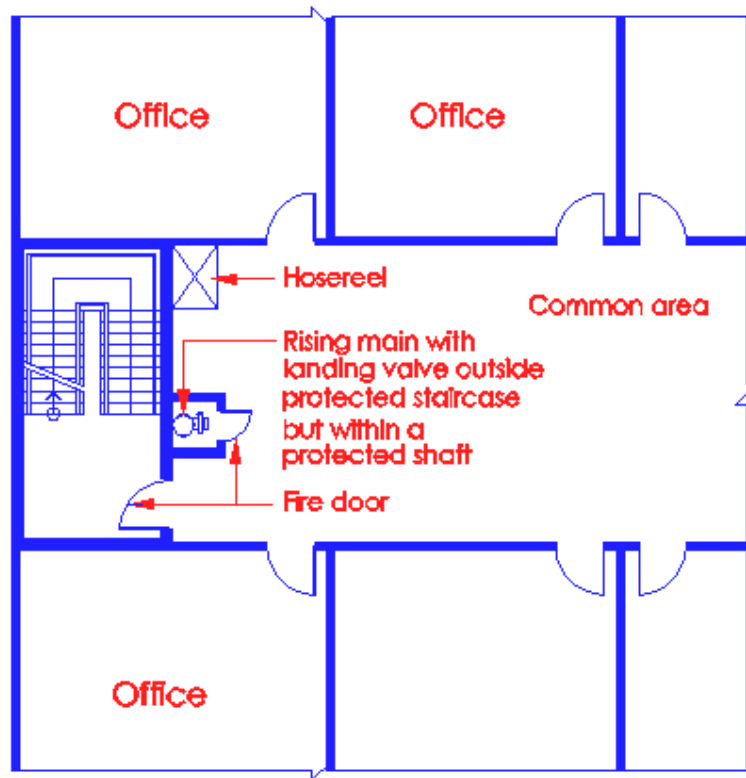 Office
Office
Hosereel
Common area
Rising main with
landing valve outside
protected staircase
but within a
protected shaft
Fire door
Office